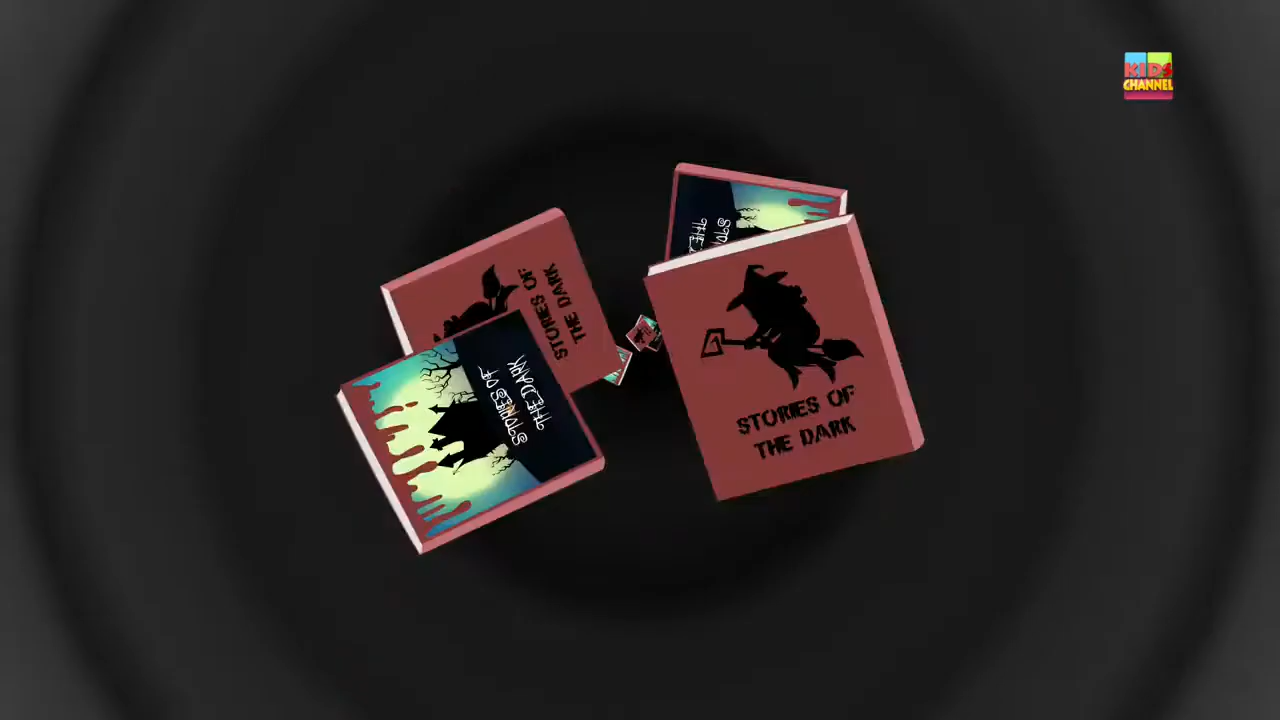 KIDS
CHANNEL
STORIES OF
THE DARK
STORIES OF
THE DARK
STORIES OF
THE DARK